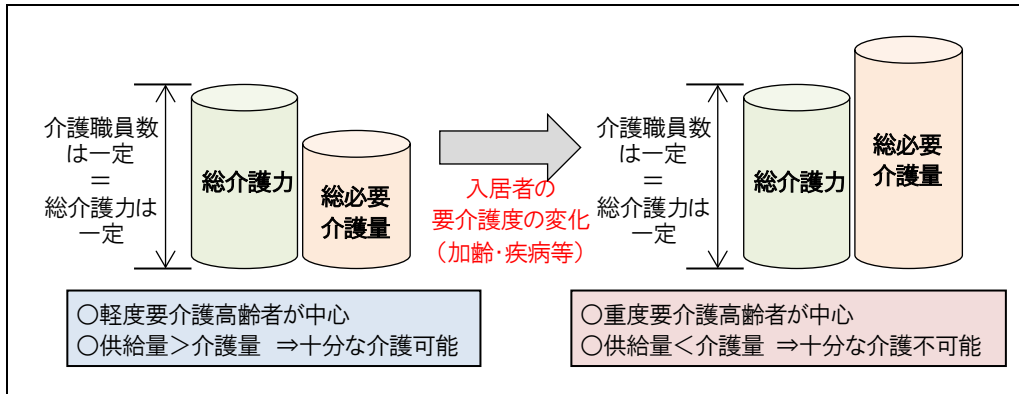 介護職員数
は一定
＝
総介護力は
一定
総介護力
総必要
介護量
入居者の
要介護度の変化
（加齢・疾病等）
介護職員数
は一定
＝
総介護力は
一定
総介護力
総必要
介護量
○軽度要介護高齢者が中心
○供給量＞介護量 ⇒十分な介護可能
○重度要介護高齢者が中心
○供給量＜介護量 ⇒十分な介護不可能